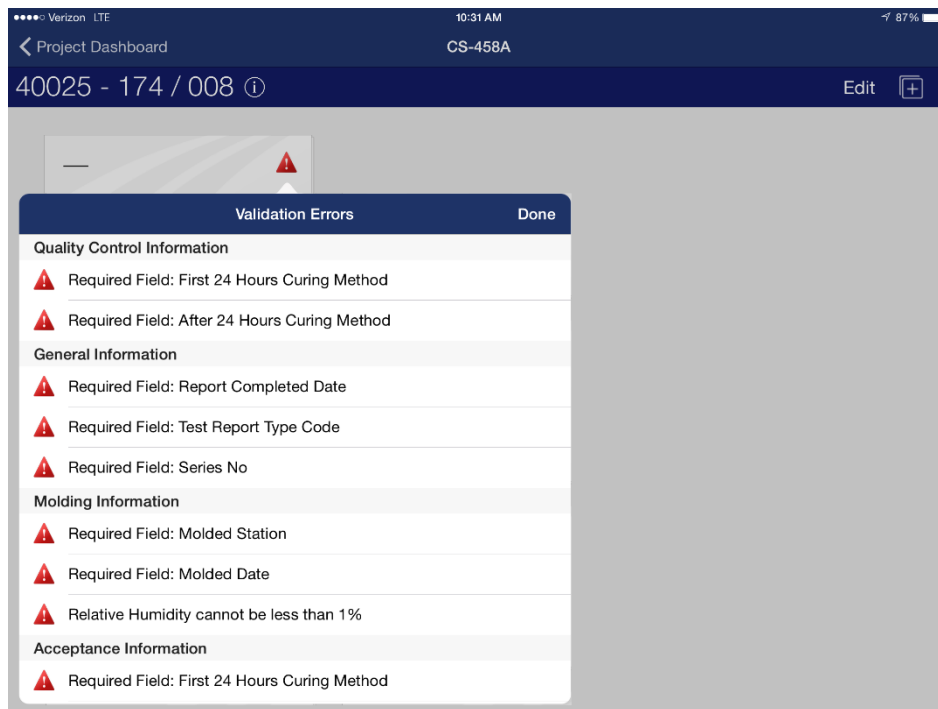 Verizon LTE 10:31 AM 87%
Project Dashboard CS-458A
40025 - 174 / 008 Edit
Validation Errors Done
Quality Control Information
Required Field: First 24 Hours Curing Method
Required Field: After 24 Hours Curing Method
General Information
Required Field: Report Completed Date
Required Field: Test Report Type Code
Required Field: Series No
Molding Information
Required Field: Molded Station
Required Field: Molded Date
Relative Humidity cannot be less than 1%
Acceptance Information
Required Field: First 24 Hours Curing Method